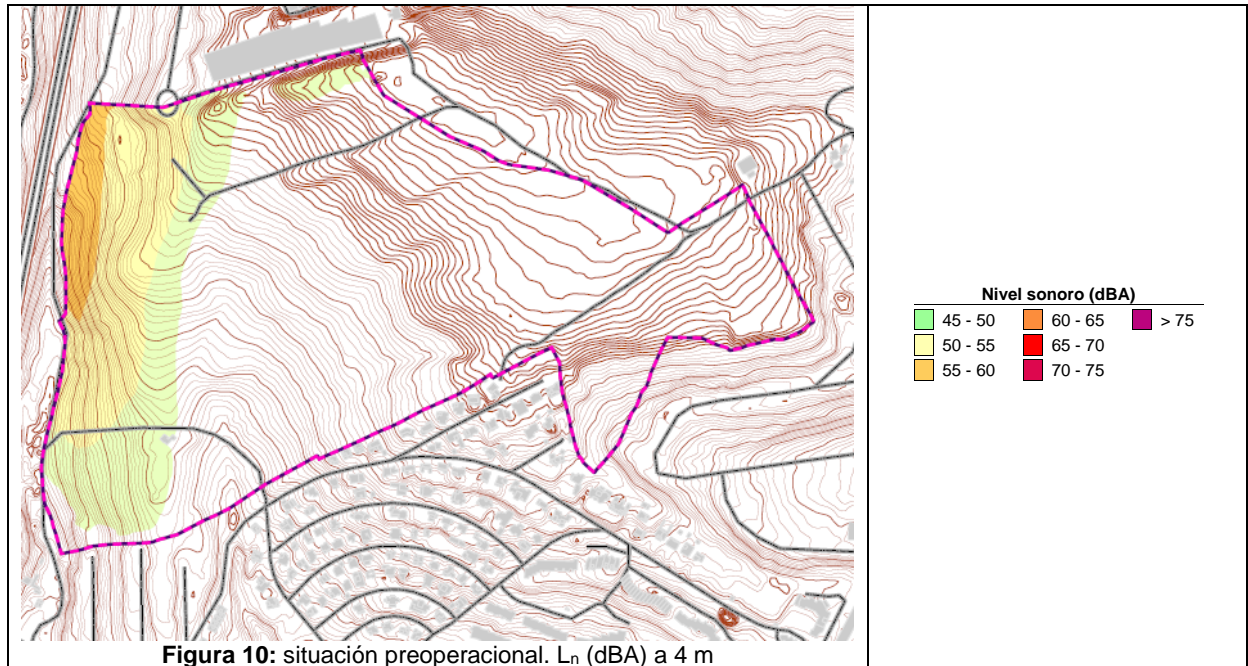 Nivel sonoro (dBA)
45 - 50 60 - 65 > 75
50 - 55 65 - 70
55 - 60 70 - 75
Figura 10: situación preoperacional. Ln (dBA) a 4 m